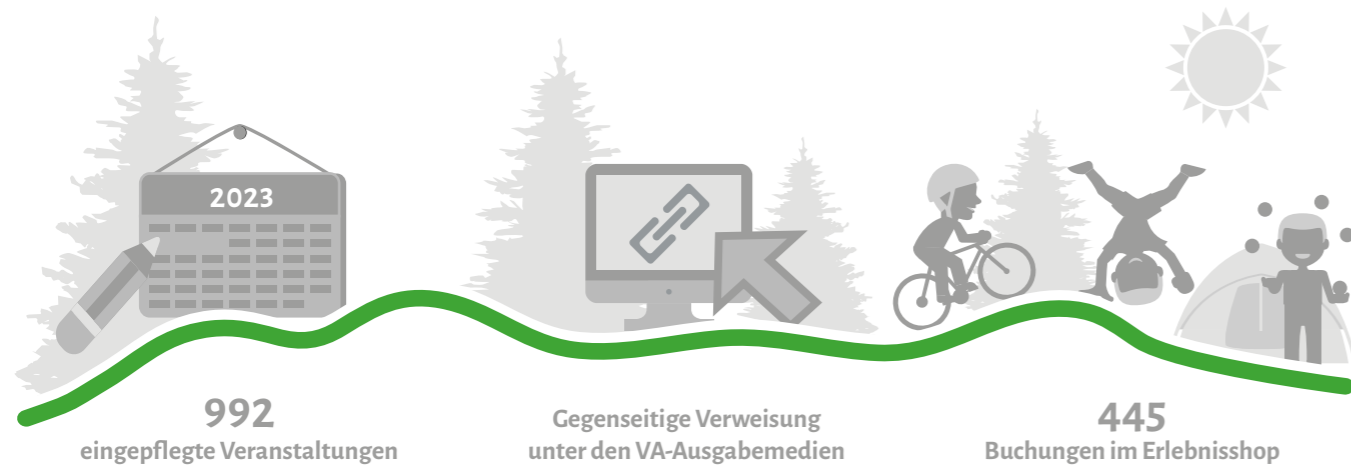 2023
992
eingepflegte Veranstaltungen
Gegenseitige Verweisung
unter den VA-Ausgabemedien
445
Buchungen im Erlebnisshop